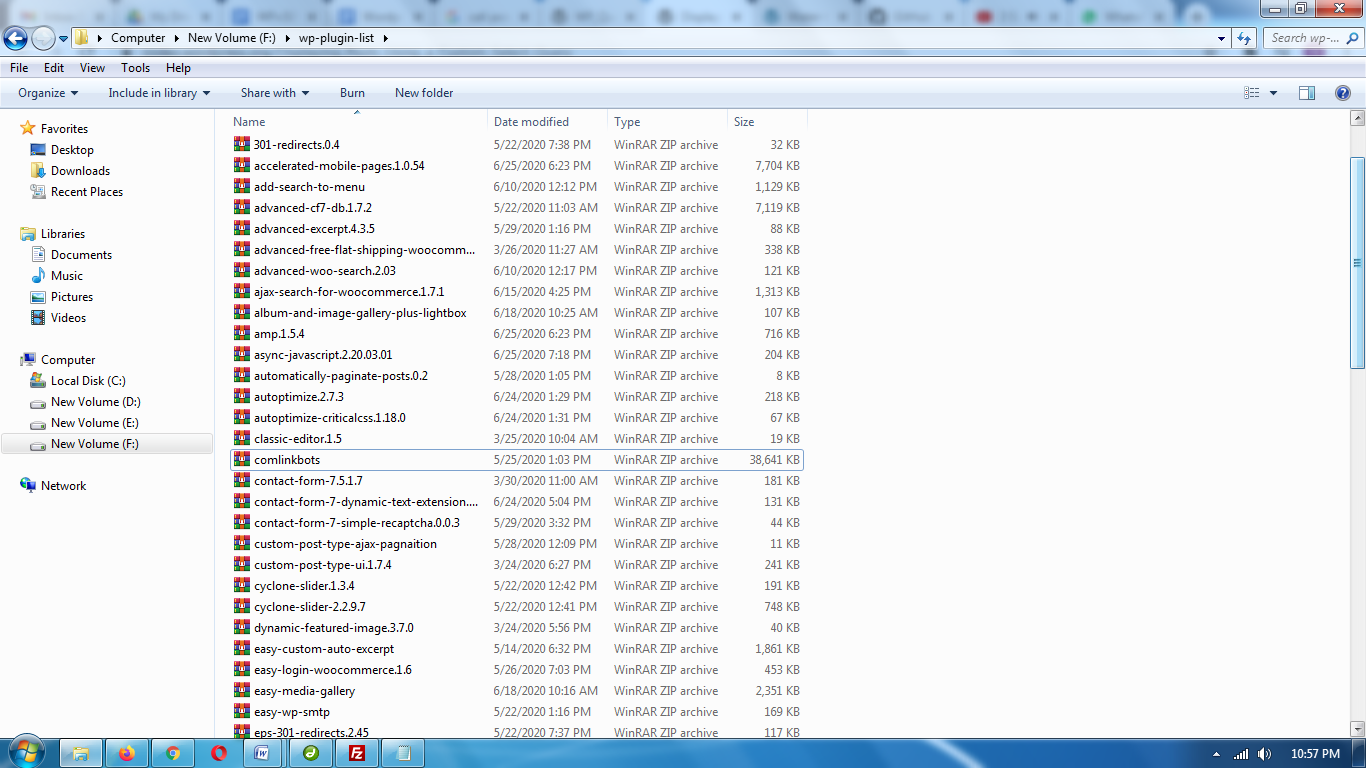 Computer New Volume (F:) wp-plugin-list Search wp-...
File Edit View Tools Help
Organize Include in library Share with Burn New folder
Name Date modified Type Size
Favorites
Desktop
Downloads
Recent Places
Libraries
Documents
Music
Pictures
Videos
Computer
Local Disk (C:)
New Volume (D:)
New Volume (E:)
New Volume (F:)
Network
301-redirects.0.4 5/22/2020 7:38 PM WinRAR ZIP archive 32 KB
accelerated-mobile-pages.1.0.54 6/25/2020 6:23 PM WinRAR ZIP archive 7,704 KB
add-search-to-menu 6/10/2020 12:12 PM WinRAR ZIP archive 1,129 KB
advanced-cf7-db.1.7.2 5/22/2020 11:03 AM WinRAR ZIP archive 7,119 KB
advanced-excerpt.4.3.5 5/29/2020 1:16 PM WinRAR ZIP archive 88 KB
advanced-free-flat-shipping-woocomm... 3/26/2020 11:27 AM WinRAR ZIP archive 338 KB
advanced-woo-search.2.03 6/10/2020 12:17 PM WinRAR ZIP archive 121 KB
ajax-search-for-woocommerce.1.7.1 6/15/2020 4:25 PM WinRAR ZIP archive 1,313 KB
album-and-image-gallery-plus-lightbox 6/18/2020 10:25 AM WinRAR ZIP archive 107 KB
amp.1.5.4 6/25/2020 6:23 PM WinRAR ZIP archive 716 KB
async-javascript.2.20.03.01 6/25/2020 7:18 PM WinRAR ZIP archive 204 KB
automatically-paginate-posts.0.2 5/28/2020 1:05 PM WinRAR ZIP archive 8 KB
autoptimize.2.7.3 6/24/2020 1:29 PM WinRAR ZIP archive 218 KB
autoptimize-criticalcss.1.18.0 6/24/2020 1:31 PM WinRAR ZIP archive 67 KB
classic-editor.1.5 3/25/2020 10:04 AM WinRAR ZIP archive 19 KB
comlinkbots 5/25/2020 1:03 PM WinRAR ZIP archive 38,641 KB
contact-form-7.5.1.7 3/30/2020 11:00 AM WinRAR ZIP archive 181 KB
contact-form-7-dynamic-text-extension.... 6/24/2020 5:04 PM WinRAR ZIP archive 131 KB
contact-form-7-simple-recaptcha.0.0.3 5/29/2020 3:32 PM WinRAR ZIP archive 44 KB
custom-post-type-ajax-pagnaition 5/28/2020 12:09 PM WinRAR ZIP archive 11 KB
custom-post-type-ui.1.7.4 3/24/2020 6:27 PM WinRAR ZIP archive 241 KB
cyclone-slider.1.3.4 5/22/2020 12:42 PM WinRAR ZIP archive 191 KB
cyclone-slider-2.2.9.7 5/22/2020 12:41 PM WinRAR ZIP archive 748 KB
dynamic-featured-image.3.7.0 3/24/2020 5:56 PM WinRAR ZIP archive 40 KB
easy-custom-auto-excerpt 5/14/2020 6:32 PM WinRAR ZIP archive 1,861 KB
easy-login-woocommerce.1.6 5/26/2020 7:03 PM WinRAR ZIP archive 453 KB
easy-media-gallery 6/18/2020 10:16 AM WinRAR ZIP archive 2,351 KB
easy-wp-smtp 5/22/2020 1:16 PM WinRAR ZIP archive 169 KB
eps-301-redirects.2.45 5/22/2020 7:37 PM WinRAR ZIP archive 117 KB
10:57 PM